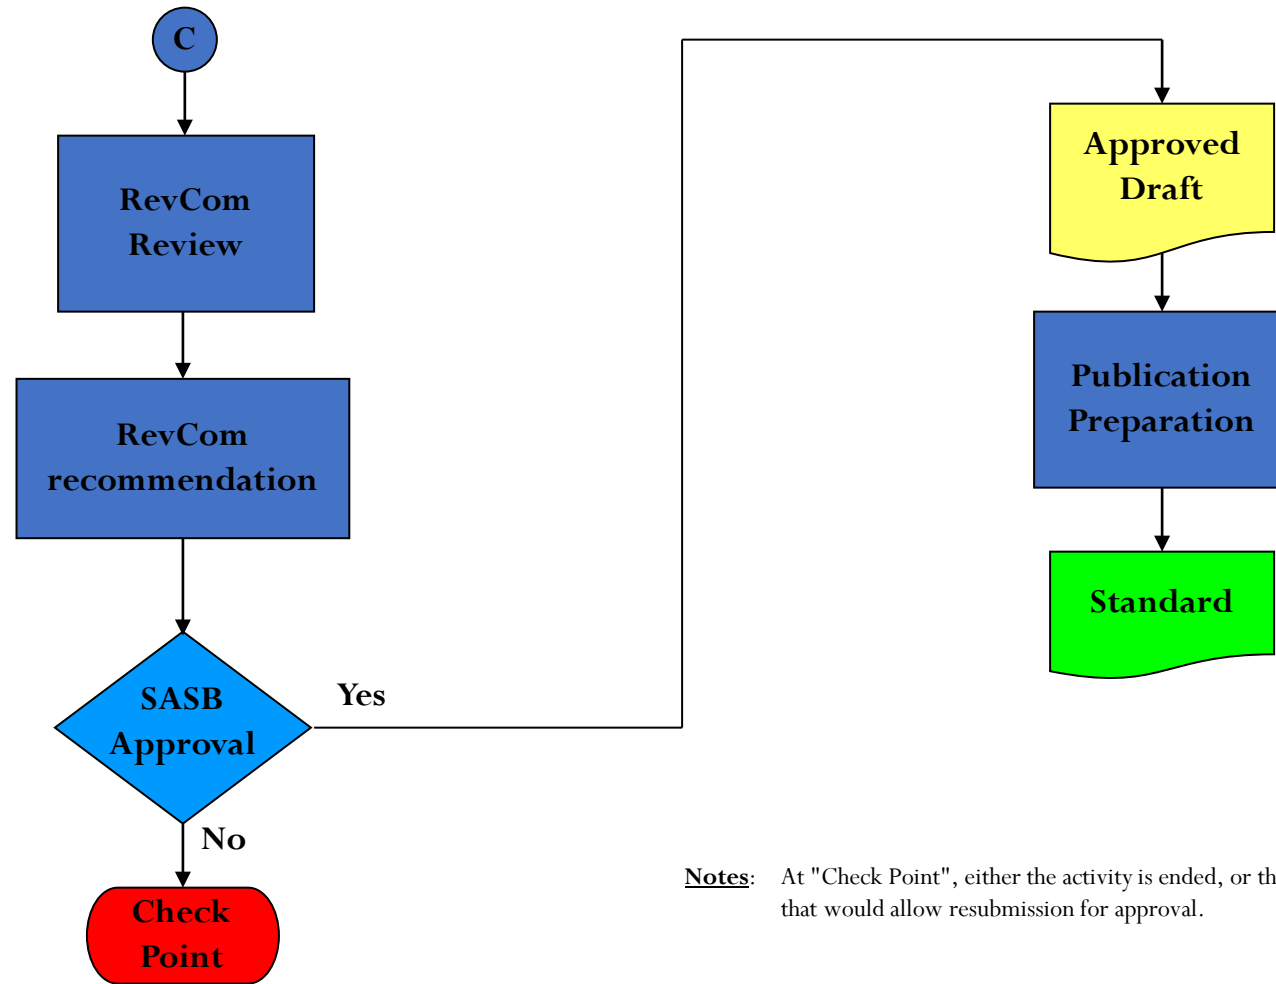 C
RevCom
Review
RevCom
recommendation
SASB
Approval
Yes
No
Check
Point
Approved
Draft
Publication
Preparation
Standard
Notes: At "Check Point", either the activity is ended, or th
that would allow resubmission for approval.